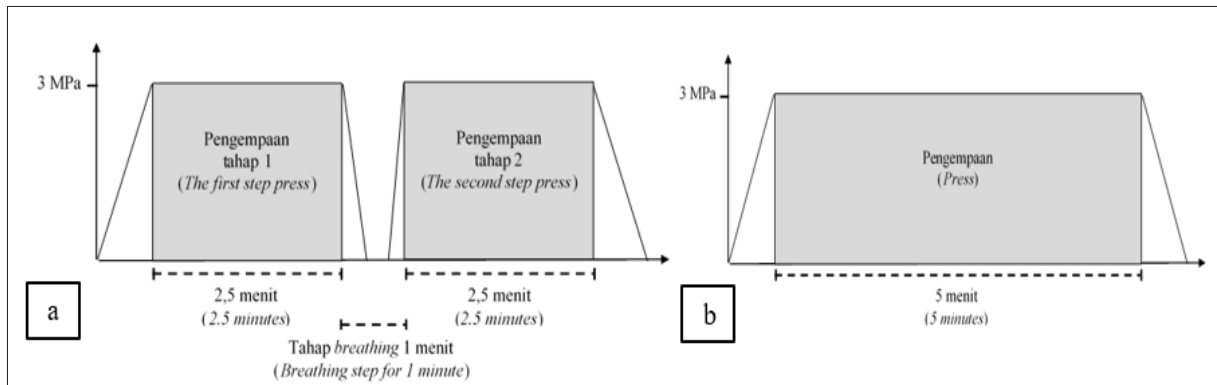 3 MPa
Pengempaan
tahap 1
(The first step press)
Pengempaan
tahap 2
(The second step press)
2,5 menit
(2.5 minutes)
2,5 menit
(2.5 minutes)
Tahap breathing 1 menit
(Breathing step for 1 minute)
a
3 MPa
Pengempaan
(Press)
5 menit
(5 minutes)
b